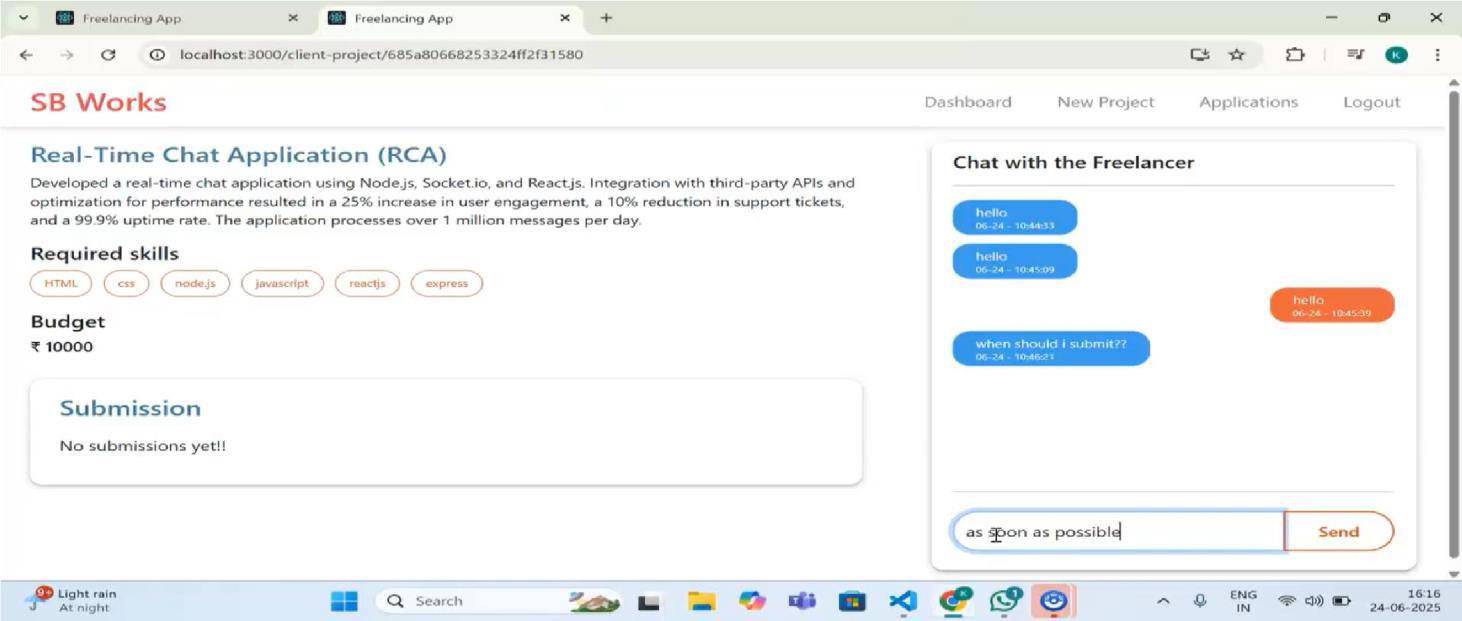 Freelancing App
Freelancing App
localhost:3000/client-project/685a80668253324ff2f31580
K
SB Works
Dashboard New Project Applications Logout
Real-Time Chat Application (RCA)
Developed a real-time chat application using Node.js, Socket.io, and React.js. Integration with third-party APIs and
optimization for performance resulted in a 25% increase in user engagement, a 10% reduction in support tickets,
and a 99.9% uptime rate. The application processes over 1 million messages per day.
Required skills
HTML css node.js javascript reactjs express
Budget
₹ 10000
Submission
No submissions yet!!
Chat with the Freelancer
hello
06-24 - 10:44:33
hello
06-24 - 10:45:09
hello
06-24 - 10:45:39
when should i submit??
06-24 - 10:46:21
as soon as possible
Send
9+
Light rain
At night
Search
1
ENG
IN
16:16
24-06-2025